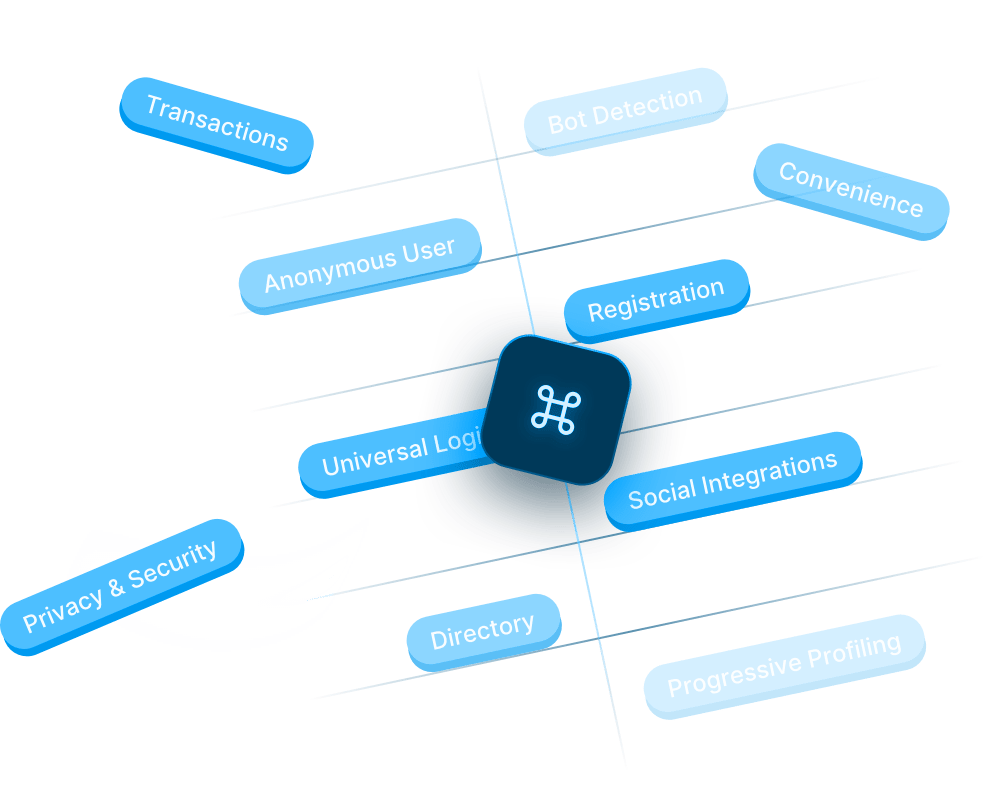 Transactions
Bot Detection
Convenience
Anonymous User
Registration
Universal Logi
Social Integrations
Privacy & Security
Directory
Progressive Profiling